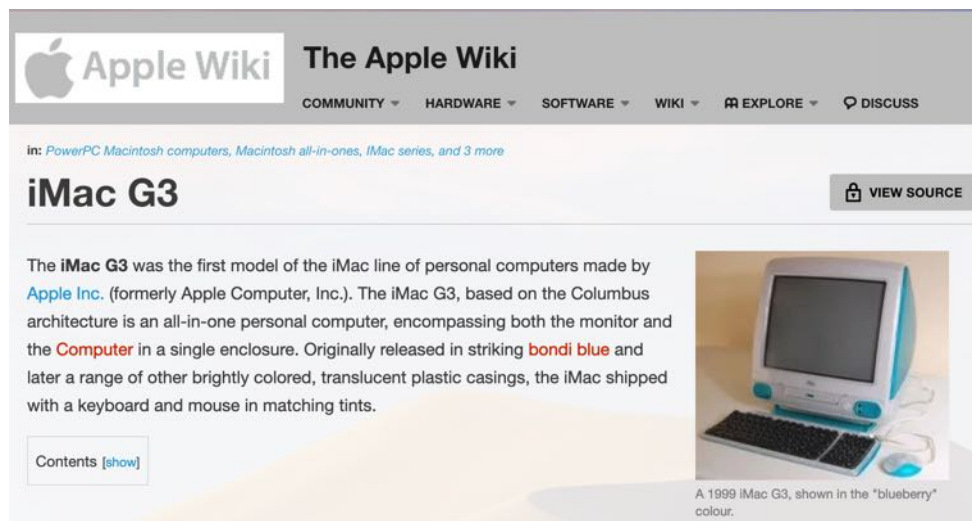 Apple Wiki
The Apple Wiki
COMMUNITY HARDWARE SOFTWARE WIKI EXPLORE DISCUSS
in: PowerPC Macintosh computers, Macintosh all-in-ones, IMac series, and 3 more
iMac G3
VIEW SOURCE
The iMac G3 was the first model of the iMac line of personal computers made by
Apple Inc. (formerly Apple Computer, Inc.). The iMac G3, based on the Columbus
architecture is an all-in-one personal computer, encompassing both the monitor and
the Computer in a single enclosure. Originally released in striking bondi blue and
later a range of other brightly colored, translucent plastic casings, the iMac shipped
with a keyboard and mouse in matching tints.
Contents [show]
A 1999 iMac G3, shown in the "blueberry"
colour.